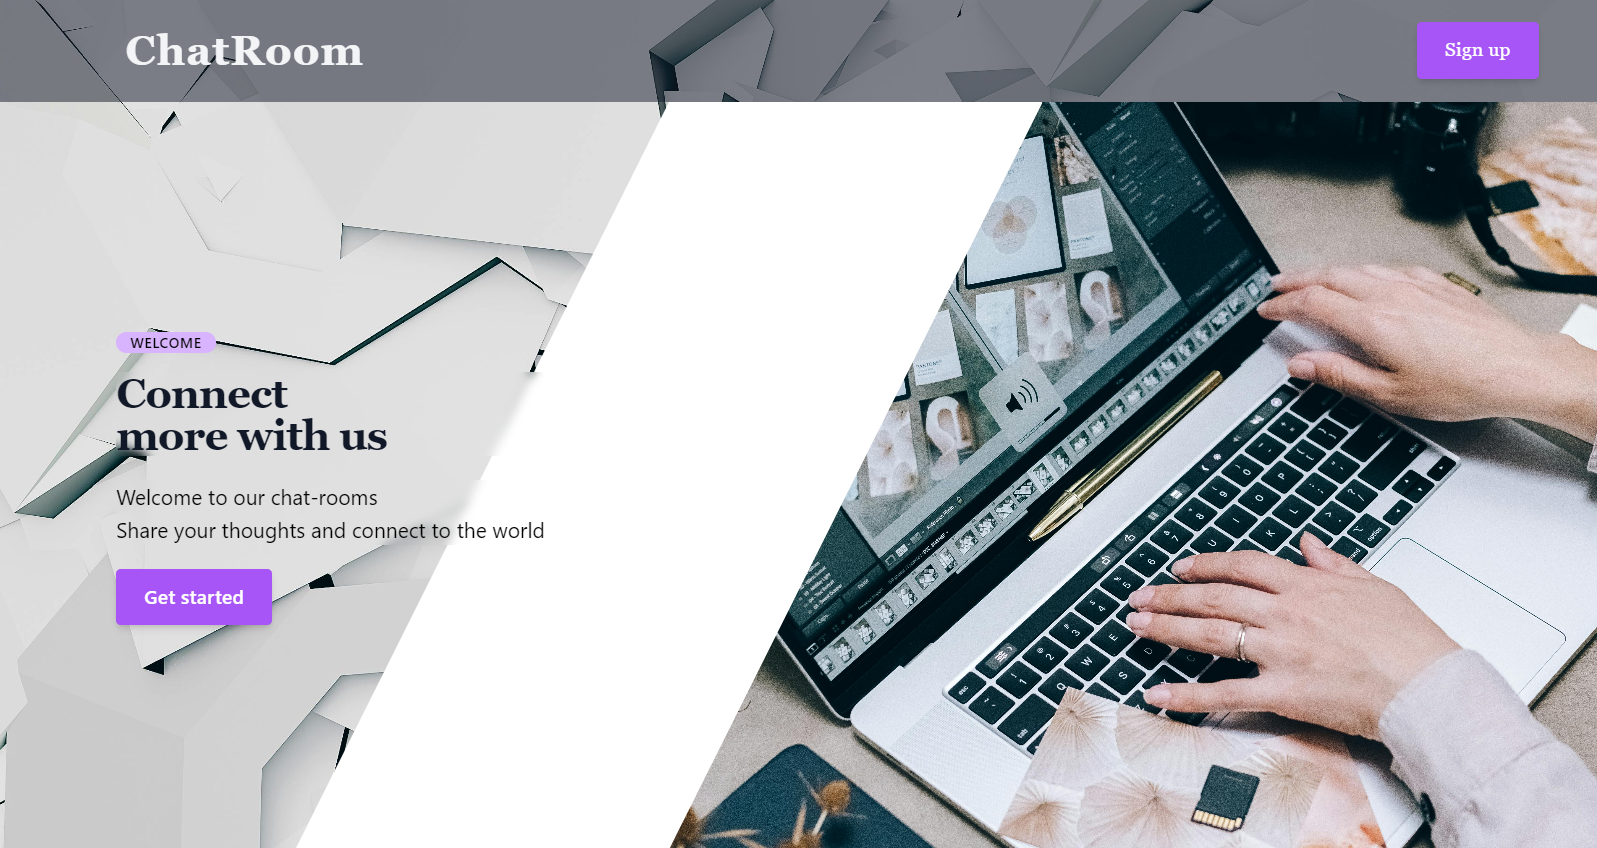 ChatRoom
Sign up
WELCOME
Connect
more with us
Welcome to our chat-rooms
Share your thoughts and connect to the world
Get started